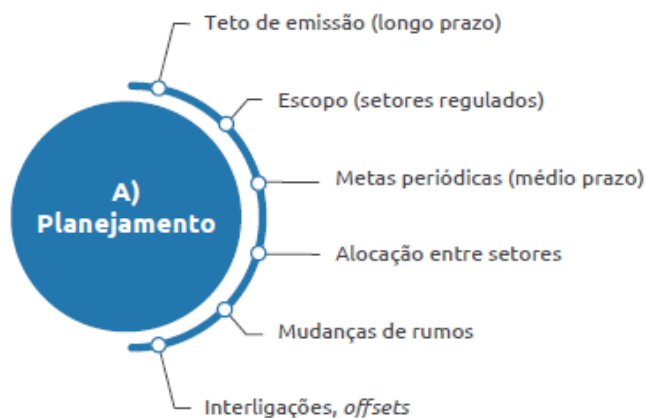 Teto de emissão (longo prazo)
Escopo (setores regulados)
A)
Planejamento
Metas periódicas (médio prazo)
Alocação entre setores
Mudanças de rumos
Interligações, offsets